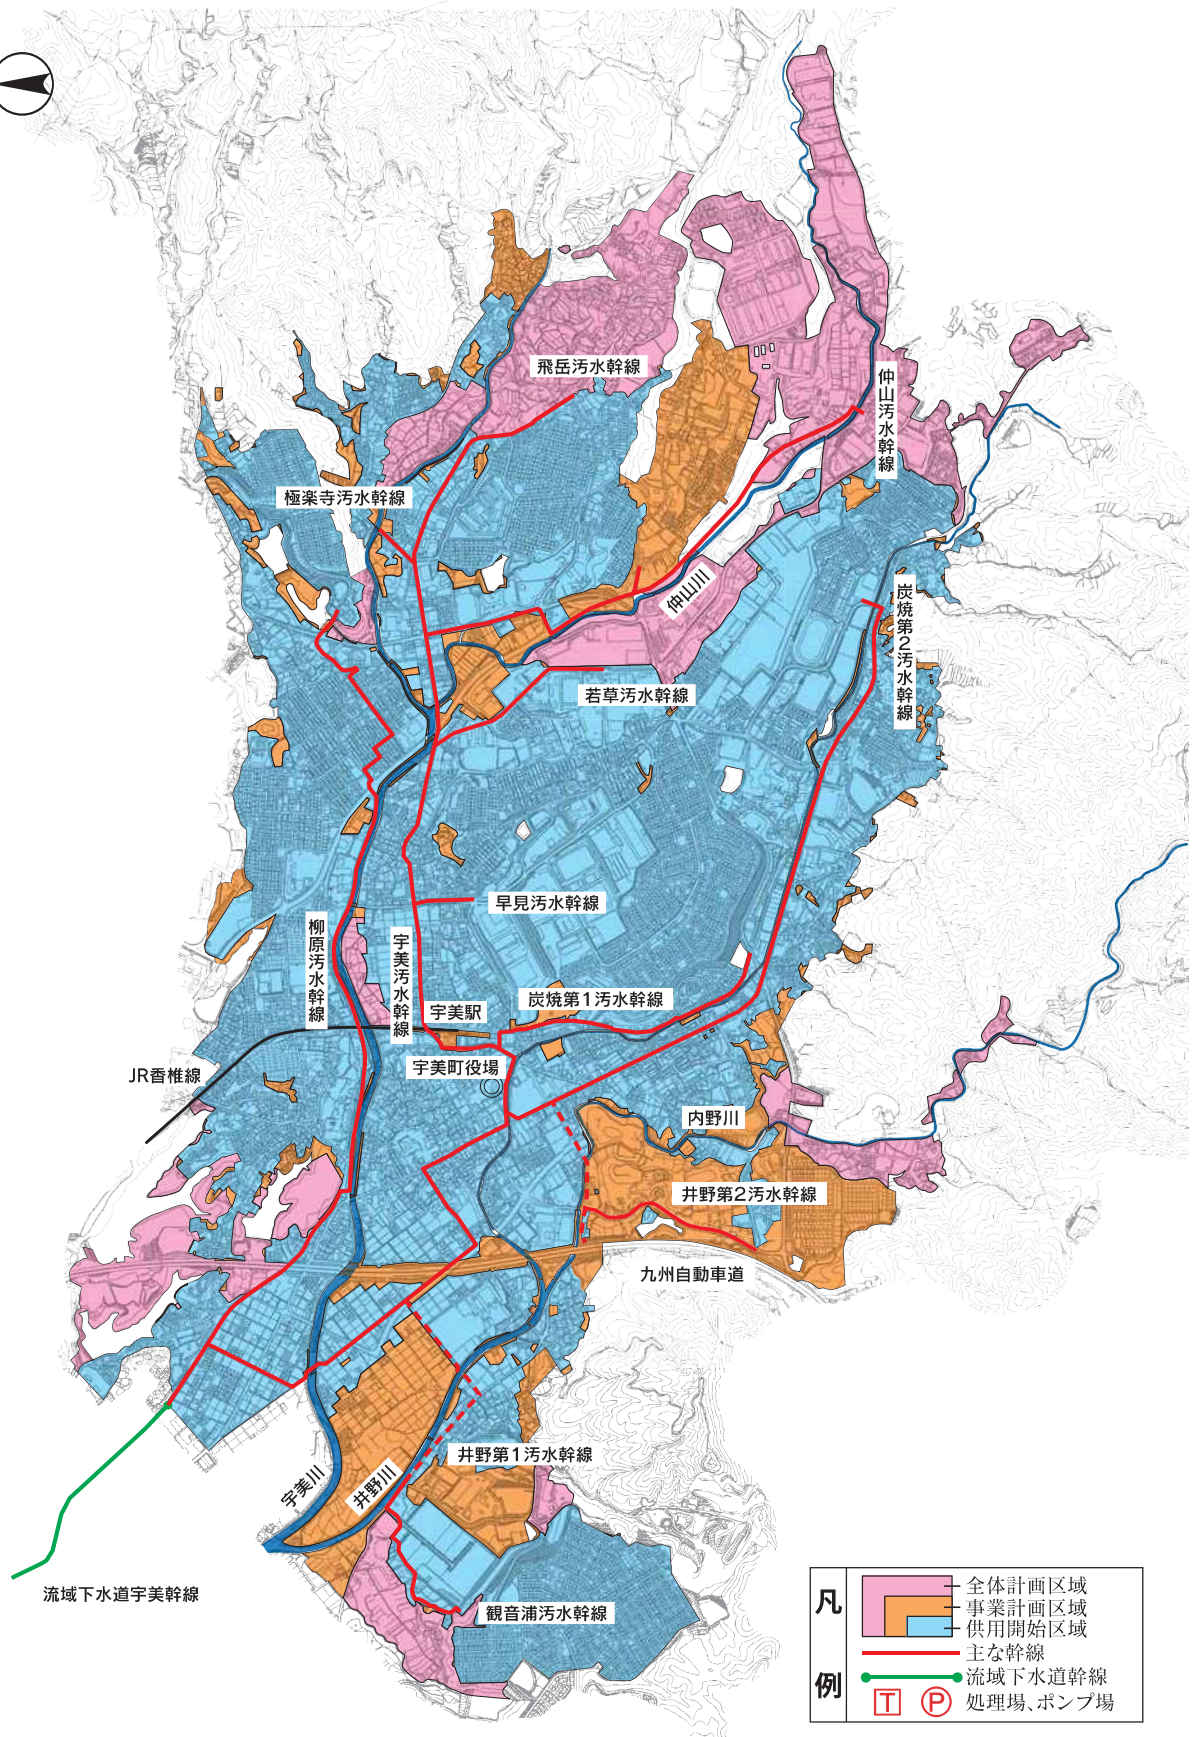 飛岳汚水幹線
仲山汚水幹線
極楽寺汚水幹線
仲山川
炭焼第2汚水幹線
若草汚水幹線
早見汚水幹線
柳原汚水幹線
宇美汚水幹線
炭焼第1汚水幹線
宇美駅
宇美町役場
JR香椎線
内野川
井野第2汚水幹線
九州自動車道
井野第1汚水幹線
宇美川
井野川
流域下水道宇美幹線
観音浦汚水幹線
凡例
全体計画区域
事業計画区域
供用開始区域
主な幹線
流域下水道幹線
T P 処理場、ポンプ場